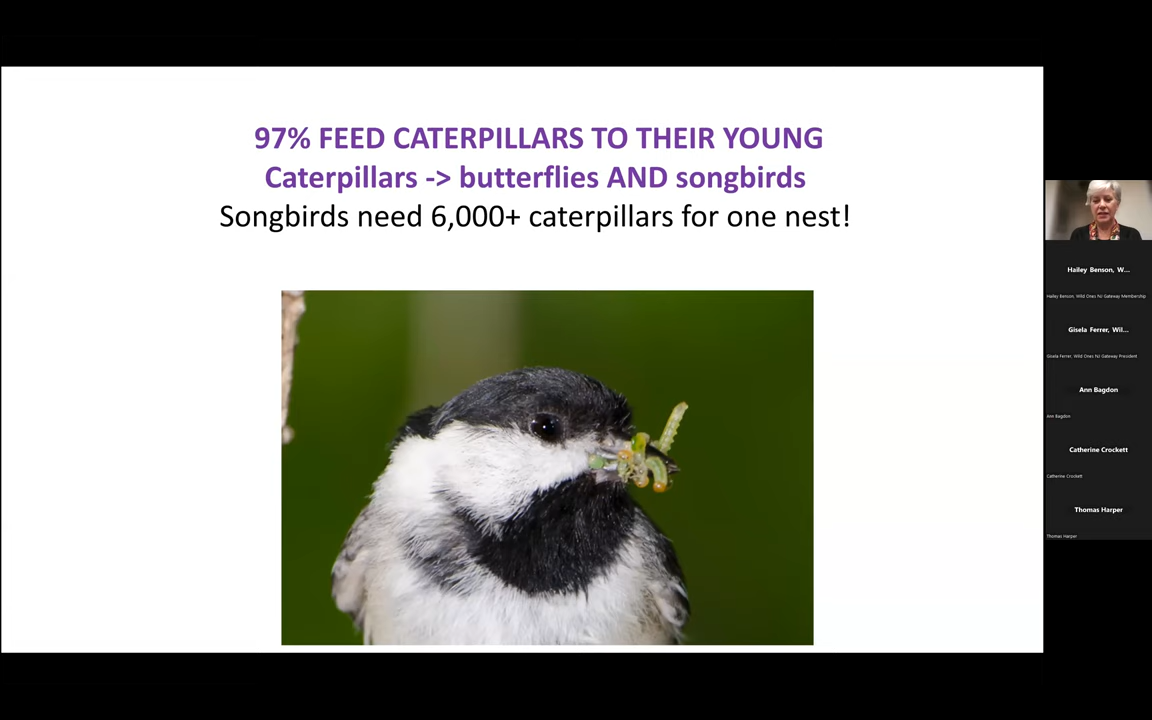 97% FEED CATERPILLARS TO THEIR YOUNG
Caterpillars -> butterflies AND songbirds
Songbirds need 6,000+ caterpillars for one nest!
Hailey Benson, W...
Hailey Benson, Wild Ones NJ Gateway Membership
Gisela Ferrer, Wil...
Gisela Ferrer, Wild Ones NJ Gateway President
Ann Bagdon
Ann Bagdon
Catherine Crockett
Catherine Crockett
Thomas Harper
Thomas Harper